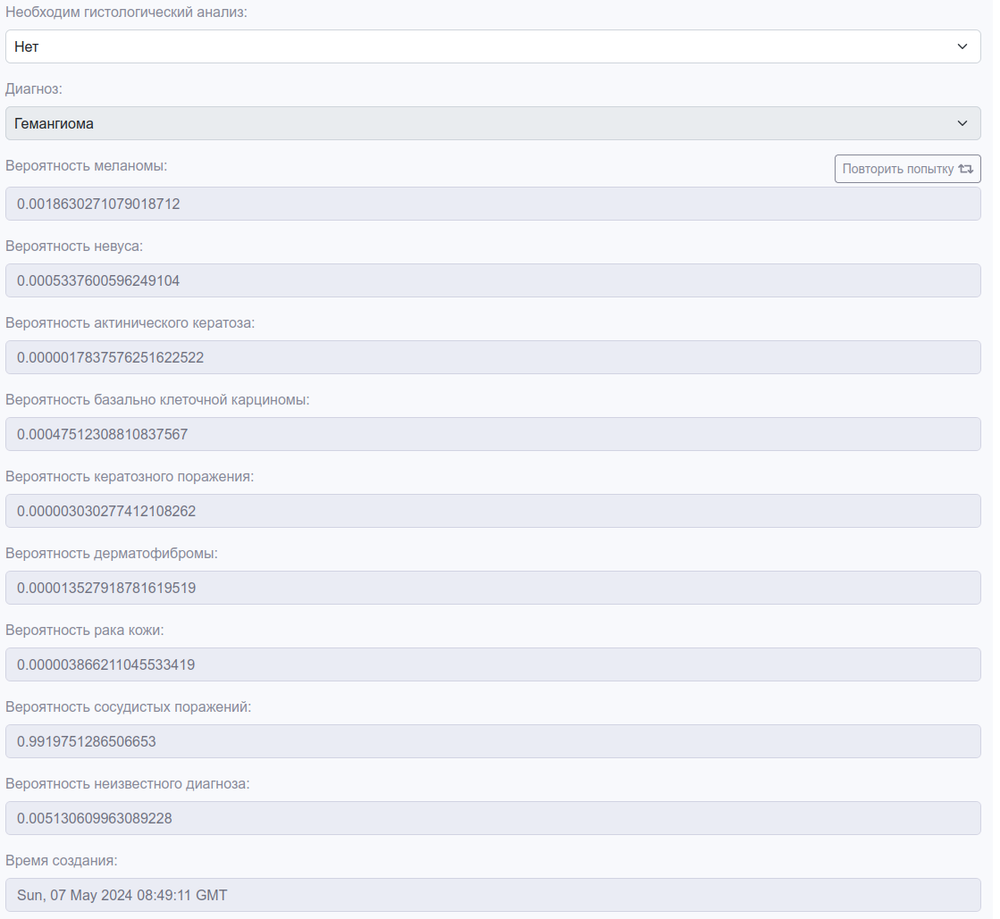 Необходим гистологический анализ:
Нет
Диагноз:
Гемангиома
Вероятность меланомы:
Повторить попытку
0.0018630271079018712
Вероятность невуса:
0.0005337600596249104
Вероятность актинического кератоза:
0.0000017837576251622522
Вероятность базально клеточной карциномы:
0.00047512308810837567
Вероятность кератозного поражения:
0.000003030277412108262
Вероятность дерматофибромы:
0.000013527918781619519
Вероятность рака кожи:
0.000003866211045533419
Вероятность сосудистых поражений:
0.9919751286506653
Вероятность неизвестного диагноза:
0.005130609963089228
Время создания:
Sun, 07 May 2024 08:49:11 GMT